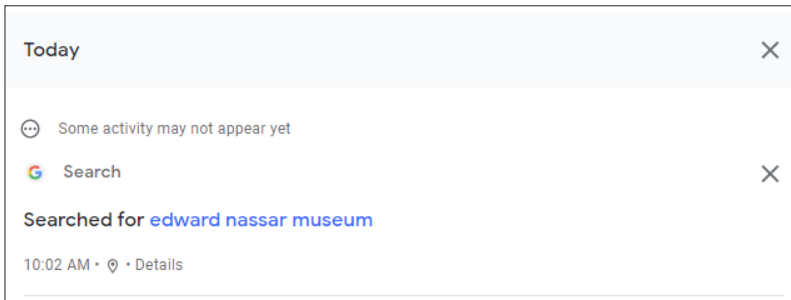 Today
Some activity may not appear yet
Search
Searched for edward nassar museum
10:02 AM • • Details